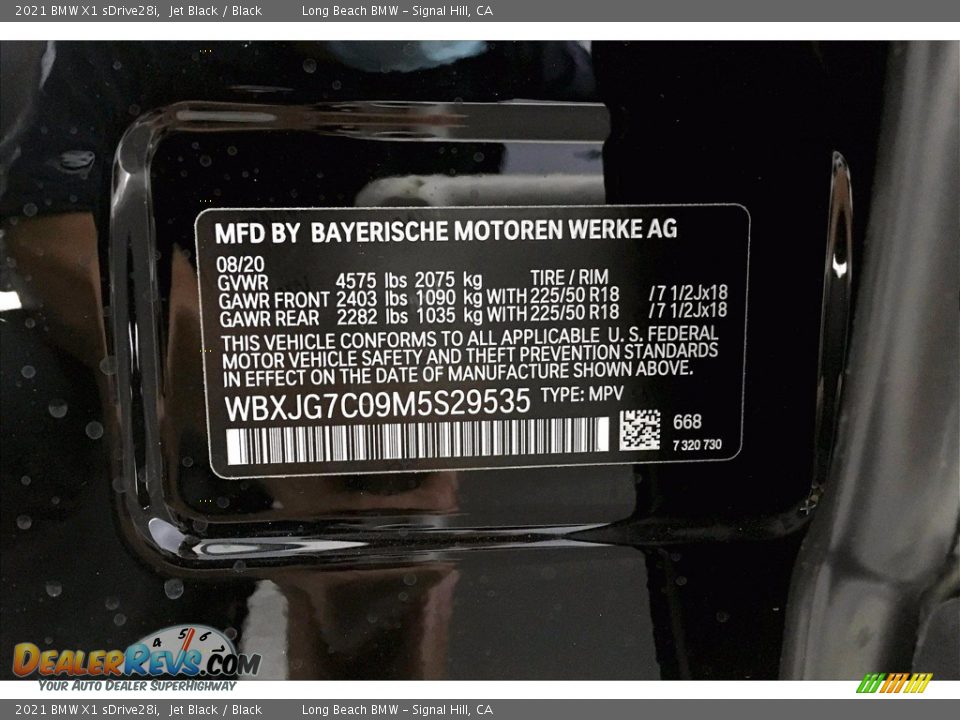 2021 BMW X1 sDrive28i, Jet Black / Black Long Beach BMW - Signal Hill, CA
MFD BY BAYERISCHE MOTOREN WERKE AG
08/20
GVWR 4575 lbs 2075 kg TIRE / RIM
GAWR FRONT 2403 lbs 1090 kg WITH 225/50 R18 /7 1/2Jx18
GAWR REAR 2282 lbs 1035 kg WITH 225/50 R18 /7 1/2Jx18
THIS VEHICLE CONFORMS TO ALL APPLICABLE U. S. FEDERAL
MOTOR VEHICLE SAFETY AND THEFT PREVENTION STANDARDS
IN EFFECT ON THE DATE OF MANUFACTURE SHOWN ABOVE.
WBXJG7C09M5S29535 TYPE: MPV
668
7 320 730
4 5 6
DEALERREVS.COM
YOUR AUTO DEALER SUPERHIGHWAY
2021 BMW X1 sDrive28i, Jet Black / Black Long Beach BMW - Signal Hill, CA